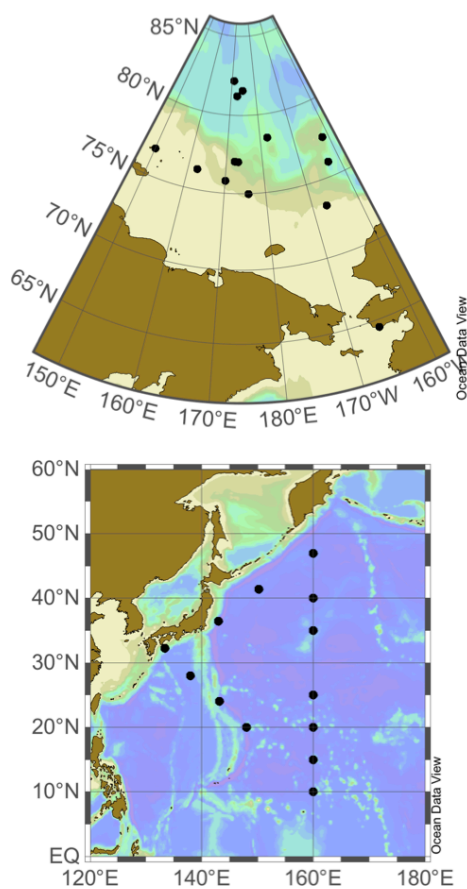 85°N
80°N
75°N
70°N
65°N
150°E
160°E
170°E
180°E
170°W
160°W
Ocean Data View
60°N
50°N
40°N
30°N
20°N
10°N
EQ
120°E
140°E
160°E
180°E
Ocean Data View